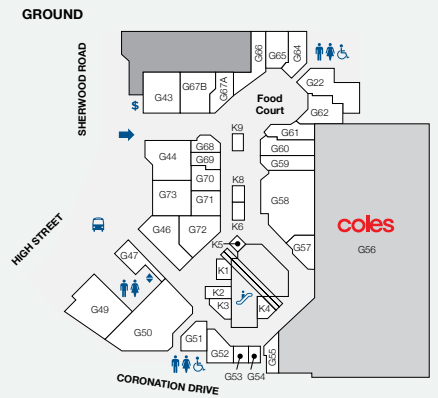 GROUND
SHERWOOD ROAD
G66
G65
G64
G43
G67B
G67A
G22
$
Food
Court
G62
K9
G61
G68
G60
G44
G69
G59
G70
G73
K8
G71
G58
coles
G46
G72
K6
G56
HIGH STREET
K5
G57
G47
K1
K2
K3
K4
G49
G50
G51
G52
G55
G53
G54
CORONATION DRIVE